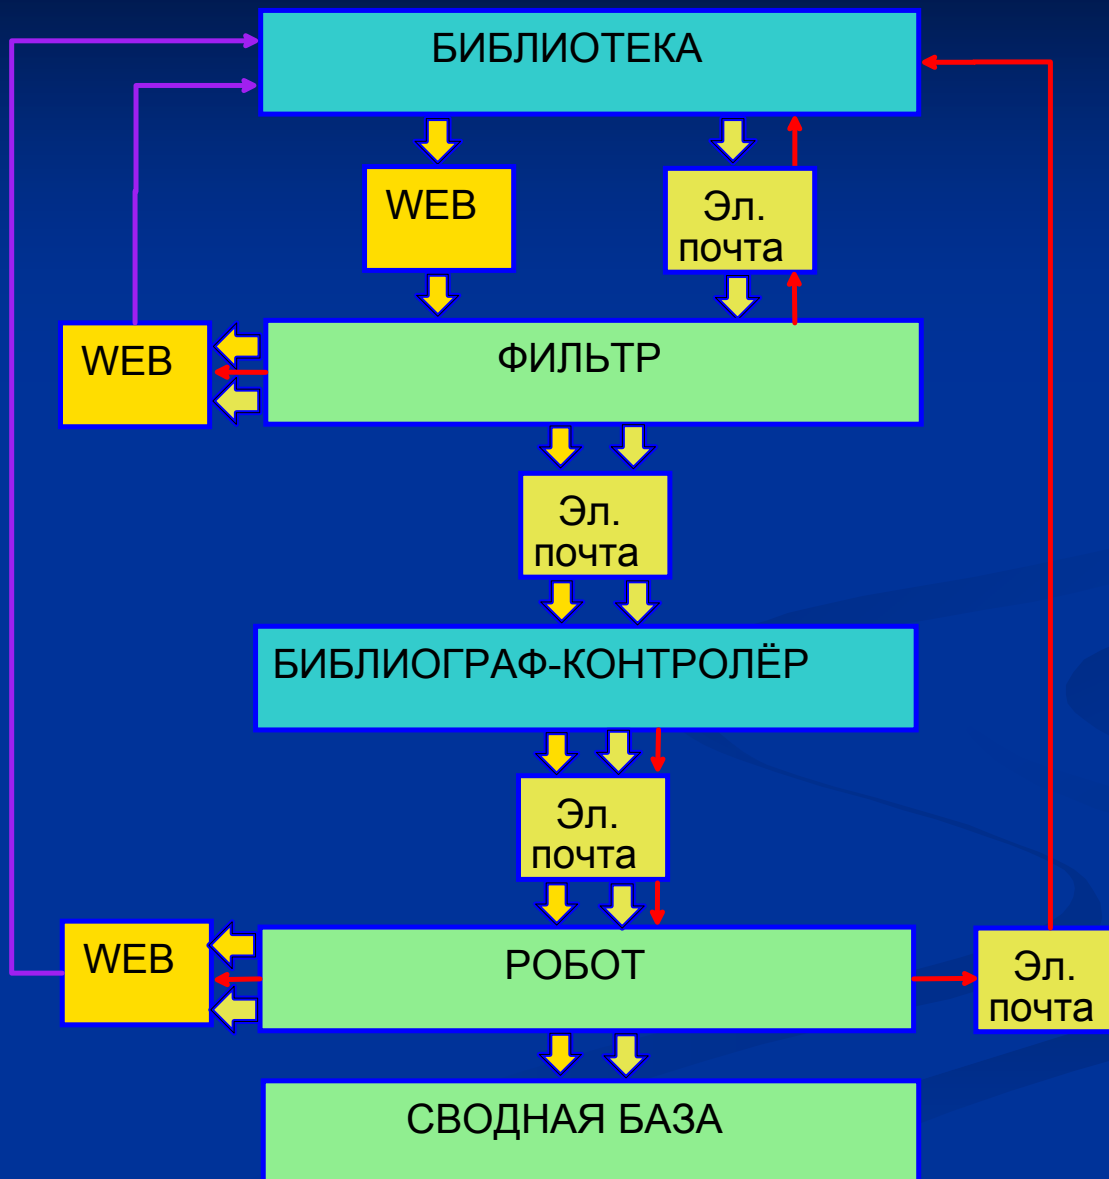 БИБЛИОТЕКА
WEB
Эл.
почта
WEB
ФИЛЬТР
Эл.
почта
БИБЛИОГРАФ-КОНТРОЛЁР
Эл.
почта
WEB
РОБОТ
Эл.
почта
СВОДНАЯ БАЗА